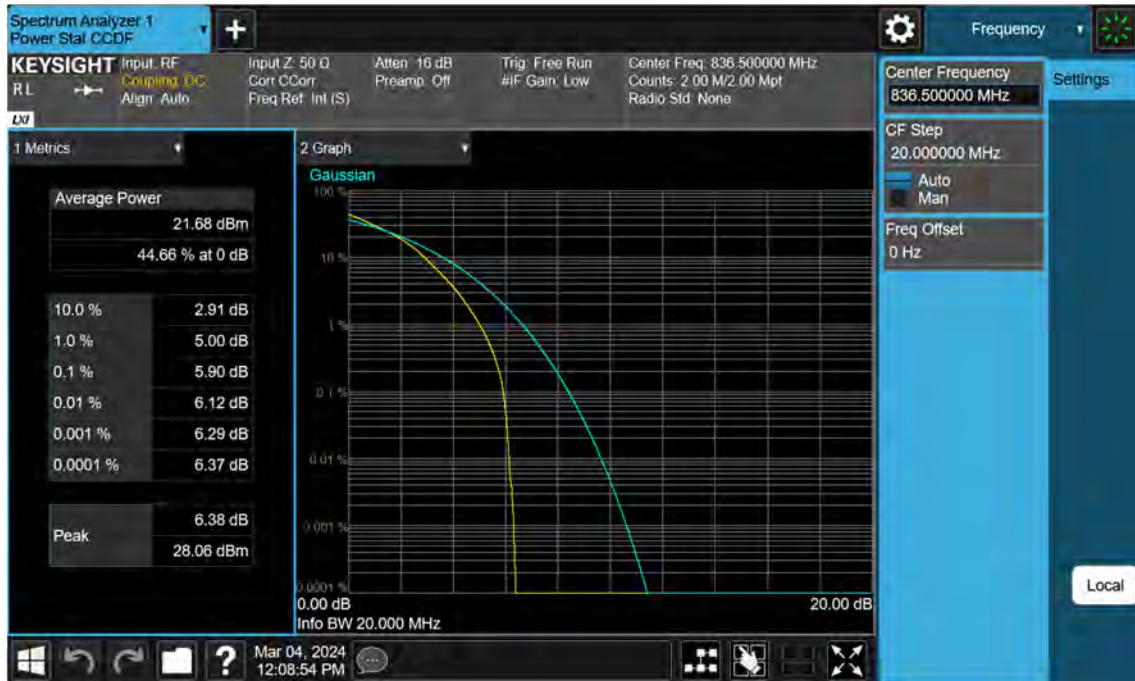 Spectrum Analyzer 1
Power Stat CCDF
+
Frequency
KEYSIGHT
R L
LXI
Input: RF
Coupling: DC
Align: Auto
Input Z: 50 Ω
Corr CCorr
Freq Ref: Int (S)
Atten: 16 dB
Preamp: Off
Trig: Free Run
#IF Gain: Low
Center Freq: 836.500000 MHz
Counts: 2.00 M/2.00 Mpt
Radio Std: None
Center Frequency
836.500000 MHz
CF Step
20.000000 MHz
Auto
Man
Freq Offset
0 Hz
Settings
Local
1 Metrics
Average Power
21.68 dBm
44.66 % at 0 dB
10.0 % 2.91 dB
1.0 % 5.00 dB
0.1 % 5.90 dB
0.01 % 6.12 dB
0.001 % 6.29 dB
0.0001 % 6.37 dB
Peak
6.38 dB
28.06 dBm
2 Graph
Gaussian
100 %
10 %
1 %
0.1 %
0.01 %
0.001 %
0.0001 %
0.00 dB 20.00 dB
Info BW 20.000 MHz
?
Mar 04, 2024
12:08:54 PM